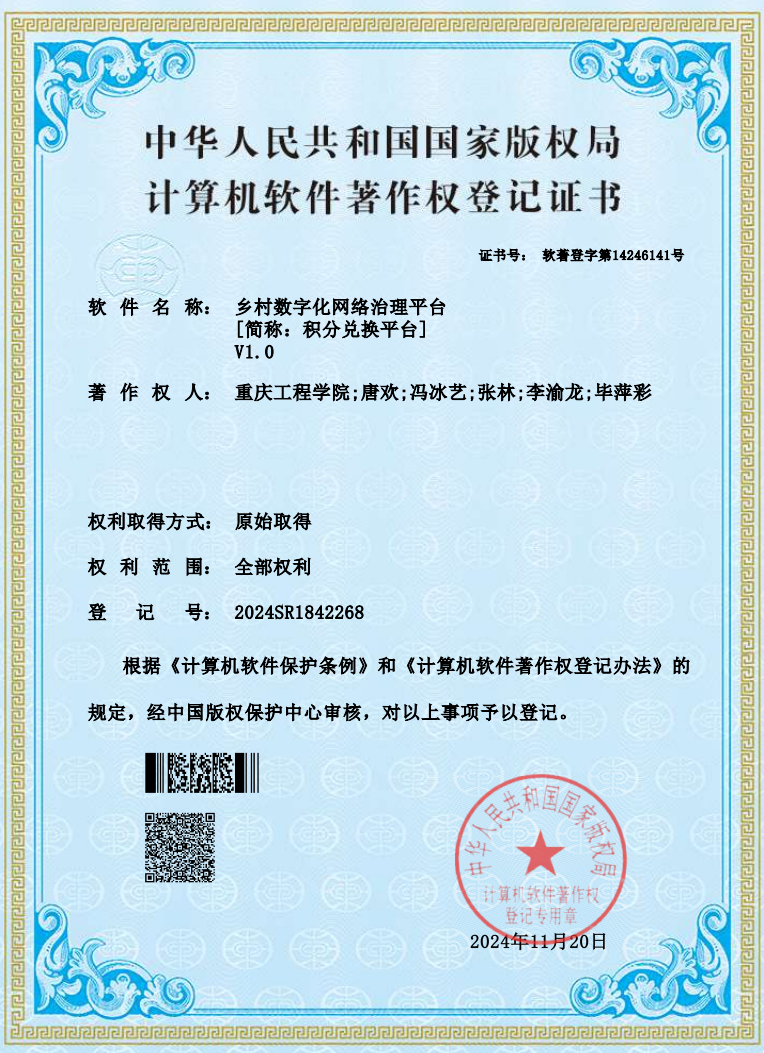 中华人民共和国国家版权局
计算机软件著作权登记证书
证书号： 软著登字第14246141号
软件名称： 乡村数字化网络治理平台
[简称：积分兑换平台]
V1.0
著作权人： 重庆工程学院;唐欢;冯冰艺;张林;李渝龙;毕萍彩
权利取得方式： 原始取得
权利范围： 全部权利
登记号： 2024SR1842268
根据《计算机软件保护条例》和《计算机软件著作权登记办法》的
规定，经中国版权保护中心审核，对以上事项予以登记。
中华人民共和国国家版权局
计算机软件著作权
登记专用章
2024年11月20日